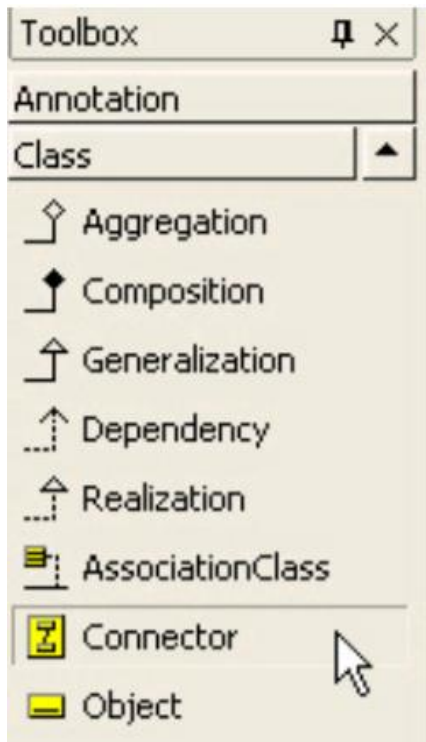 Toolbox
Annotation
Class
Aggregation
Composition
Generalization
Dependency
Realization
AssociationClass
Connector
Object